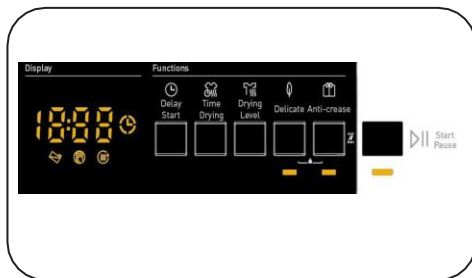 Display
Functions
Delay Start
Time Drying
Drying Level
Delicate
Anti-crease
18:88
Start
Pause